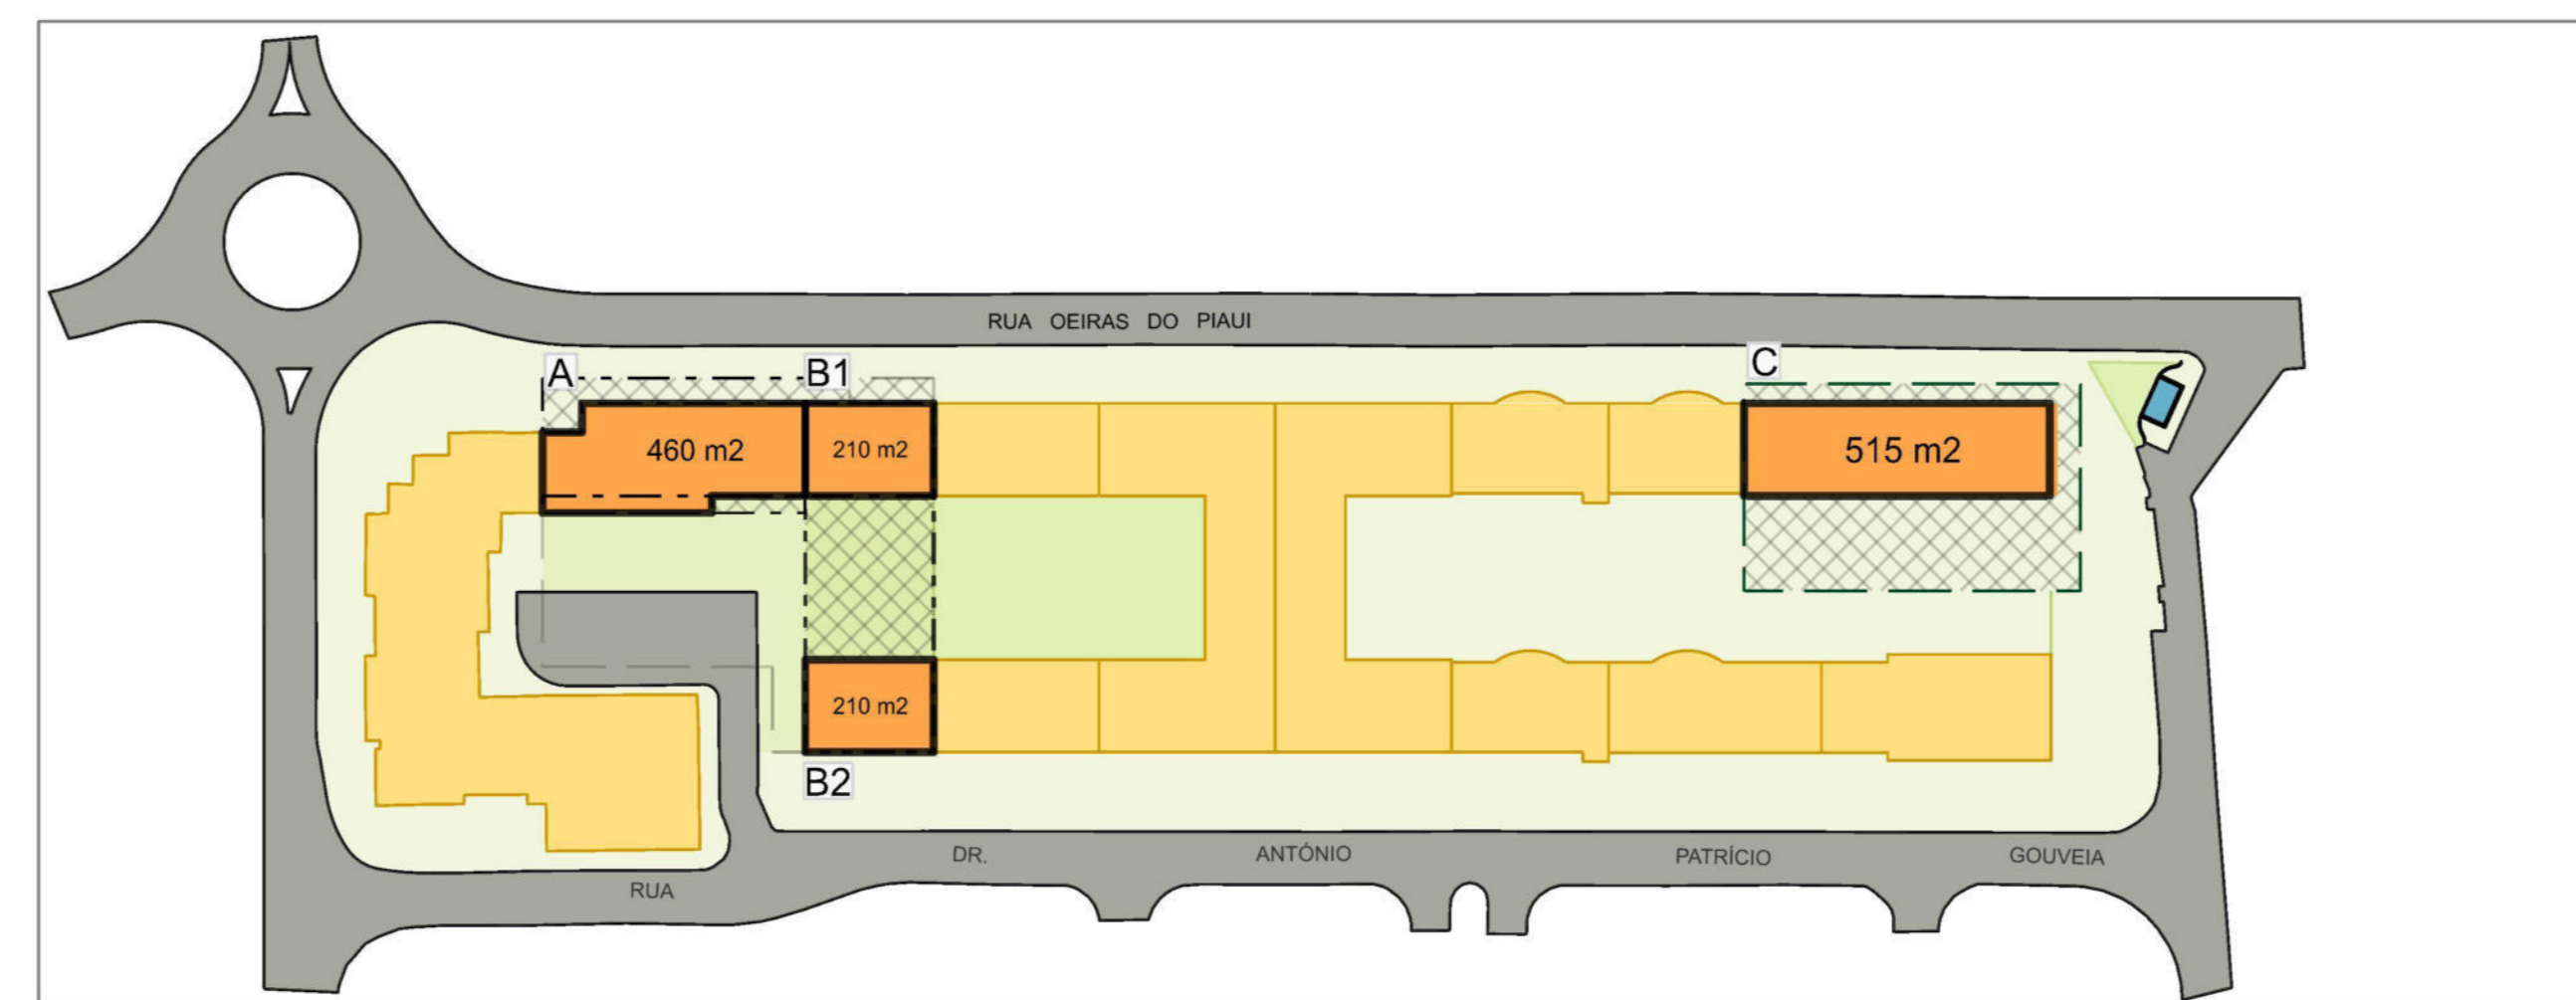 RUA OEIRAS DO PIAUI
A
B1
C
460 m2
210 m2
515 m2
210 m2
B2
RUA DR. ANTÓNIO PATRÍCIO GOUVEIA